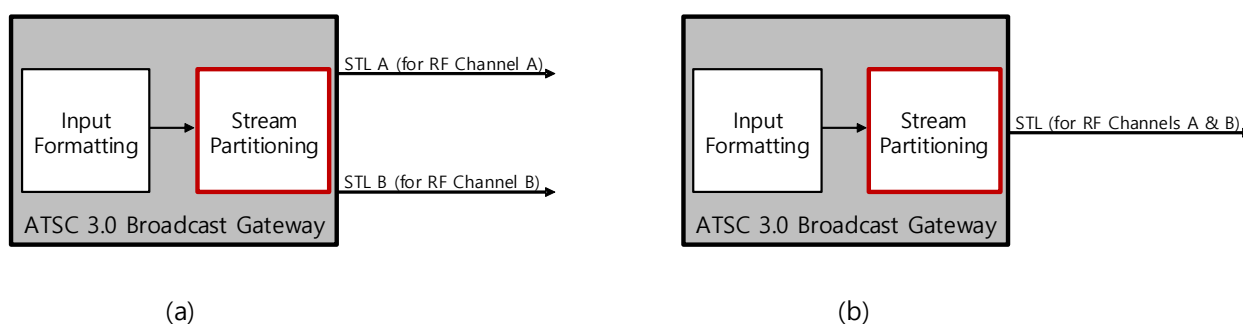 STL A (for RF Channel A)
Input
Formatting
Stream
Partitioning
STL B (for RF Channel B)
ATSC 3.0 Broadcast Gateway
(a)
Input
Formatting
Stream
Partitioning
STL (for RF Channels A & B)
ATSC 3.0 Broadcast Gateway
(b)